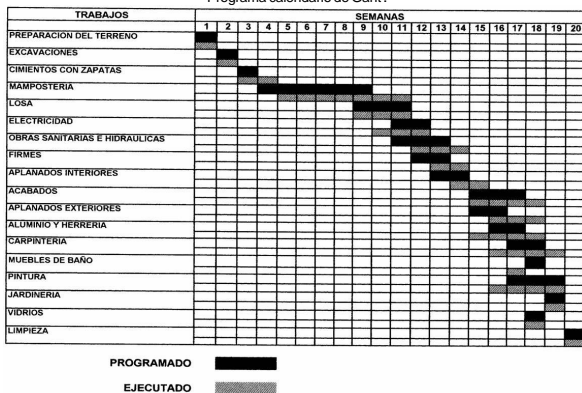 Programa calendario de Gantt
TRABAJOS
SEMANAS
1 2 3 4 5 6 7 8 9 10 11 12 13 14 15 16 17 18 19 20
PREPARACION DEL TERRENO
EXCAVACIONES
CIMIENTOS CON ZAPATAS
MAMPOSTERIA
LOSA
ELECTRICIDAD
OBRAS SANITARIAS E HIDRAULICAS
FIRMES
APLANADOS INTERIORES
ACABADOS
APLANADOS EXTERIORES
ALUMINIO Y HERRERIA
CARPINTERIA
MUEBLES DE BAÑO
PINTURA
JARDINERIA
VIDRIOS
LIMPIEZA
PROGRAMADO
EJECUTADO